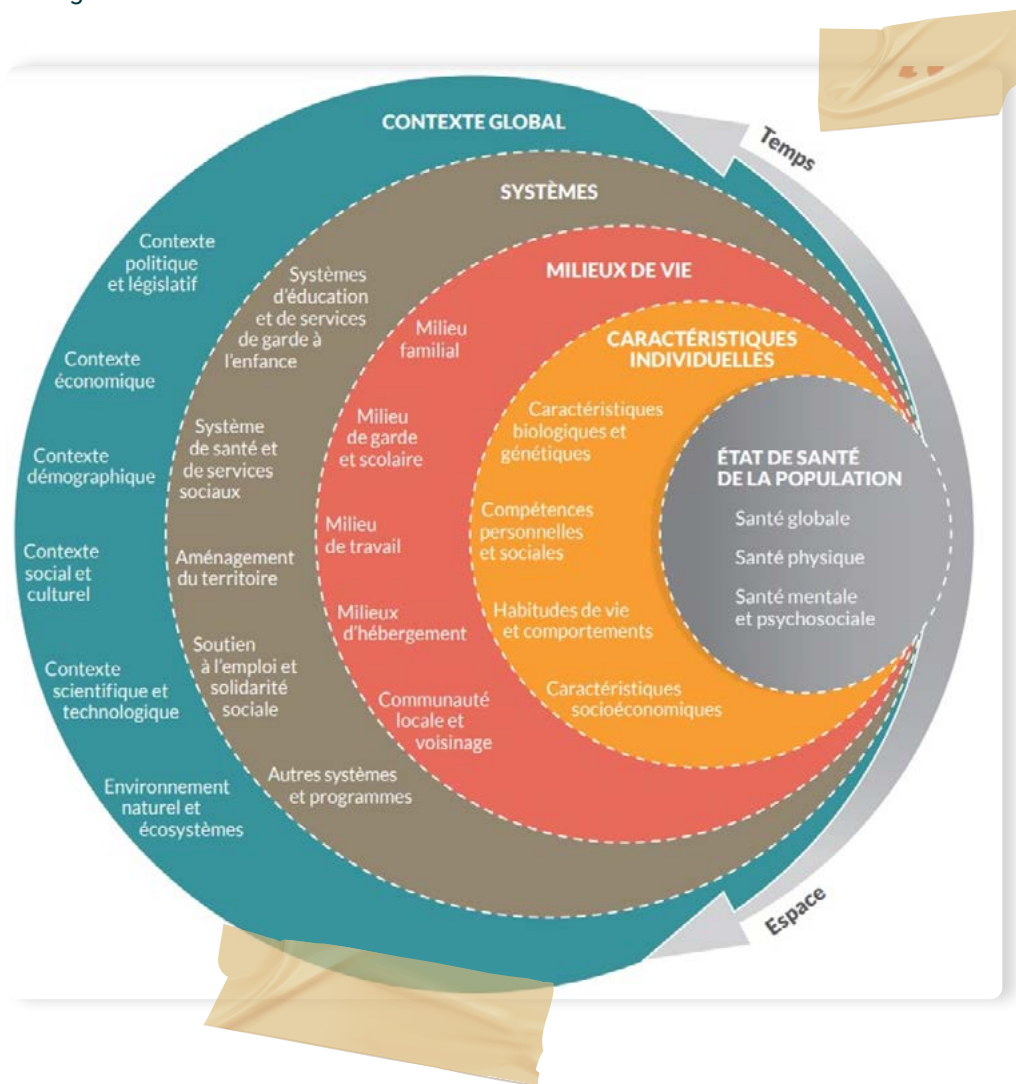 CONTEXTE GLOBAL
Temps
SYSTÈMES
MILIEUX DE VIE
CARACTÉRISTIQUES
INDIVIDUELLES
ÉTAT DE SANTÉ
DE LA POPULATION
Santé globale
Santé physique
Santé mentale
et psychosociale
Contexte
politique
et législatif
Contexte
économique
Contexte
démographique
Contexte
social et
culturel
Contexte
scientifique et
technologique
Environnement
naturel et
écosystèmes
Systèmes
d'éducation
et de services
de garde à
l'enfance
Système
de santé et
de services
sociaux
Aménagement
du territoire
Soutien
à l'emploi et
solidarité
sociale
Autres systèmes
et programmes
Milieu
familial
Milieu
de garde
et scolaire
Milieu
de travail
Milieux
d'hébergement
Communauté
locale et
voisinage
Caractéristiques
biologiques et
génétiques
Compétences
personnelles
et sociales
Habitudes de vie
et comportements
Caractéristiques
socioéconomiques
Espace